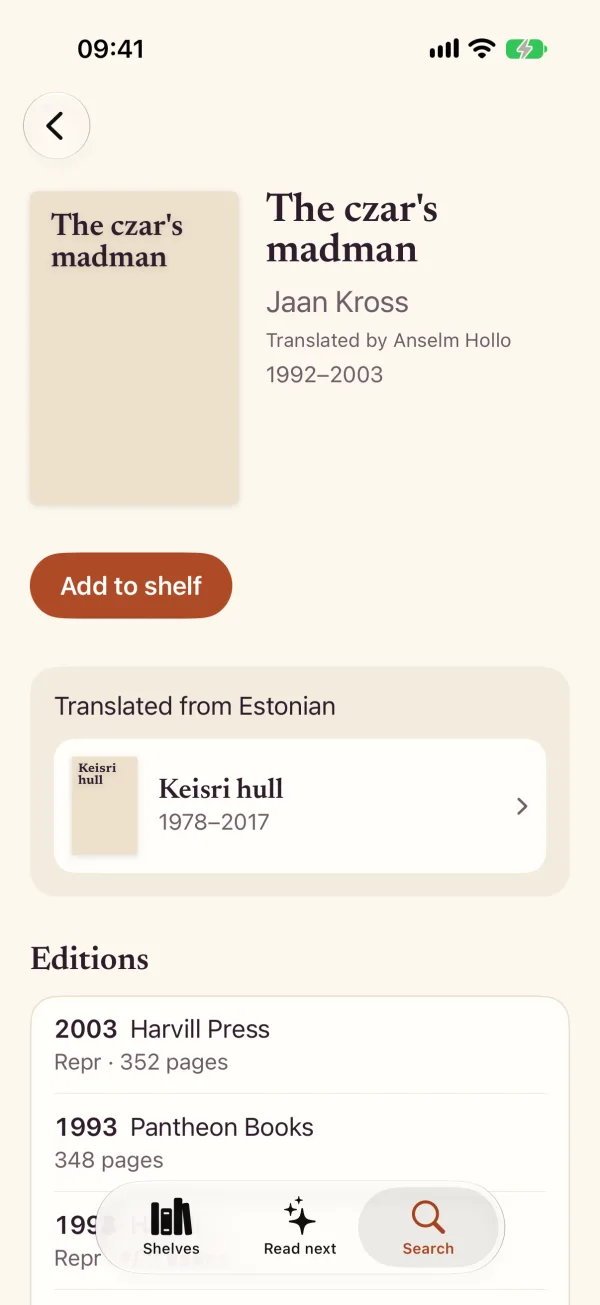 09:41
The czar's
madman
The czar's
madman
Jaan Kross
Translated by Anselm Hollo
1992–2003
Add to shelf
Translated from Estonian
Keisri
hull
Keisri hull
1978–2017
Editions
2003 Harvill Press
Repr · 352 pages
1993 Pantheon Books
348 pages
Repr
Shelves
Read next
Search